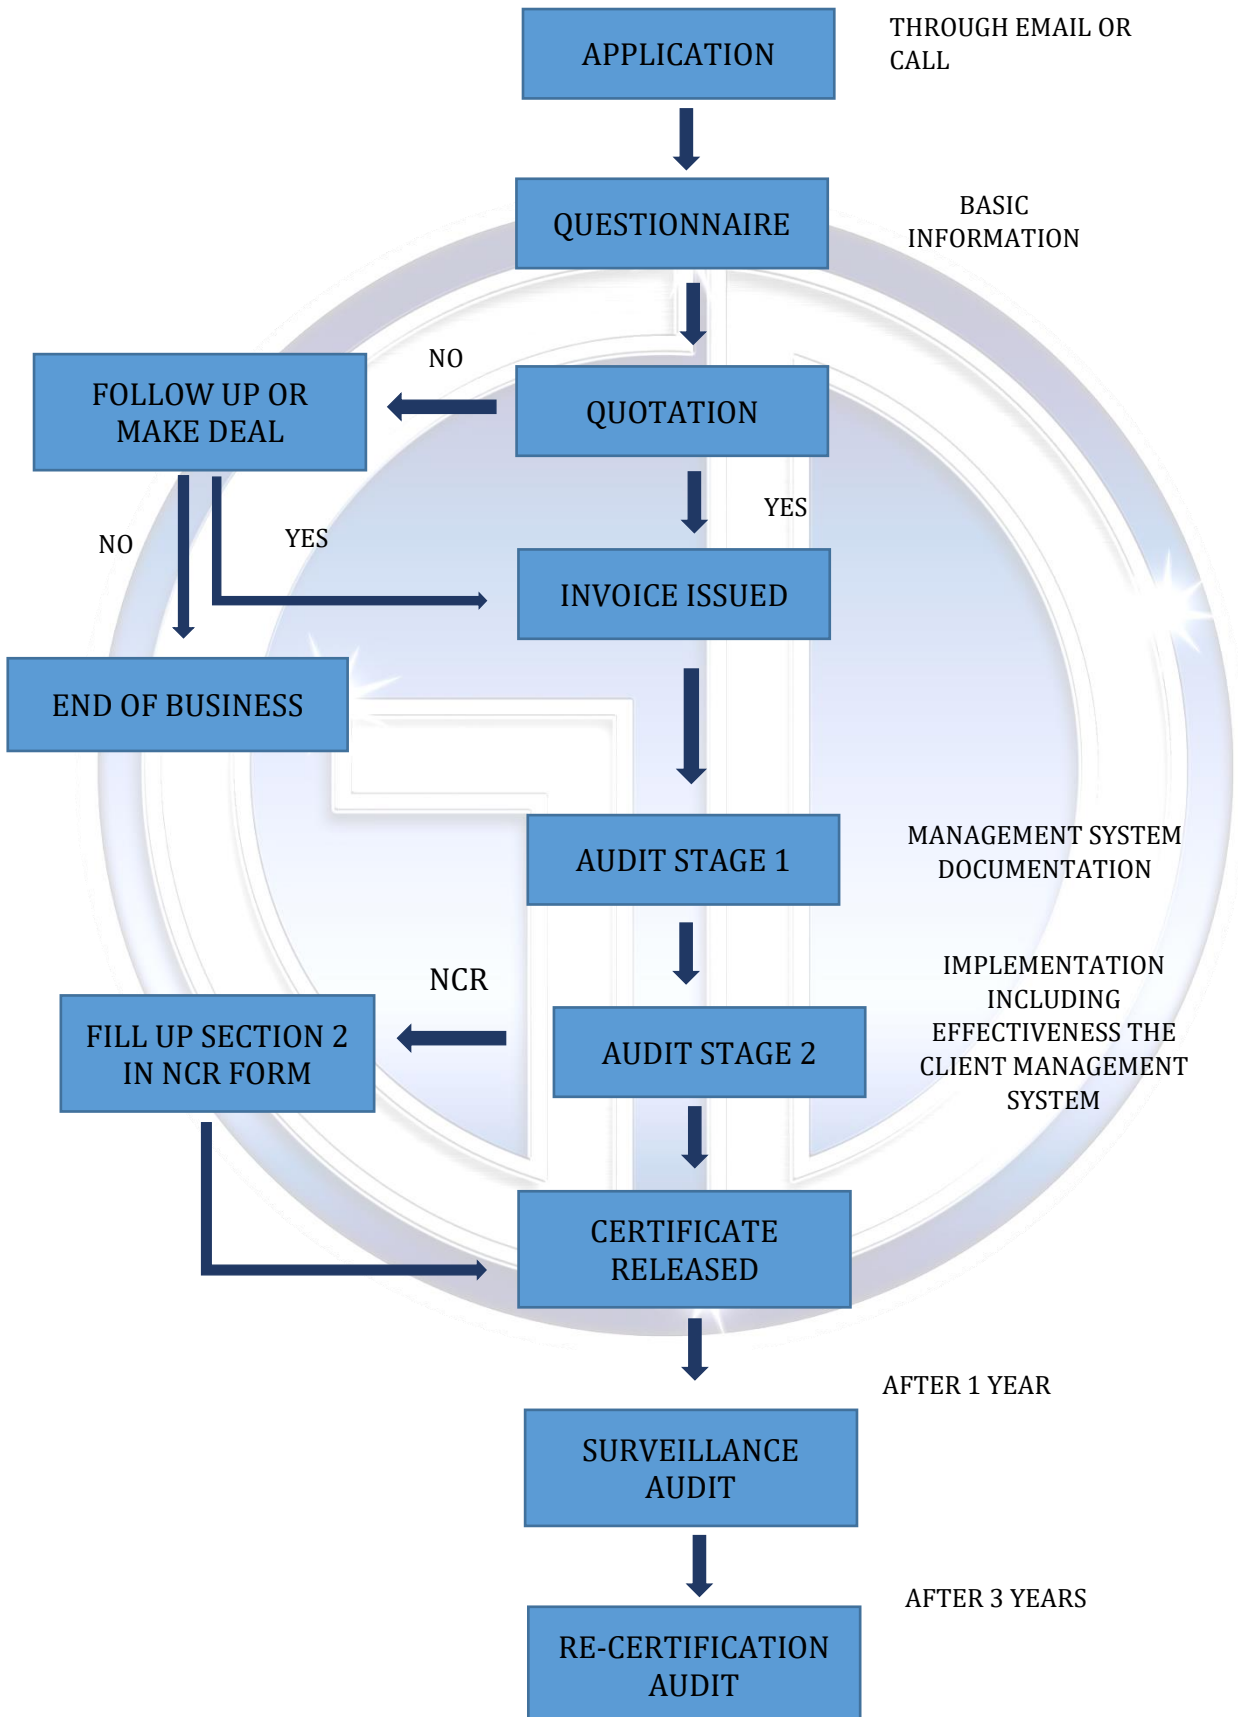 APPLICATION
THROUGH EMAIL OR
CALL
QUESTIONNAIRE
BASIC
INFORMATION
NO
FOLLOW UP OR
MAKE DEAL
QUOTATION
YES
NO
YES
INVOICE ISSUED
END OF BUSINESS
AUDIT STAGE 1
MANAGEMENT SYSTEM
DOCUMENTATION
NCR
FILL UP SECTION 2
IN NCR FORM
AUDIT STAGE 2
IMPLEMENTATION
INCLUDING
EFFECTIVENESS THE
CLIENT MANAGEMENT
SYSTEM
CERTIFICATE
RELEASED
AFTER 1 YEAR
SURVEILLANCE
AUDIT
AFTER 3 YEARS
RE-CERTIFICATION
AUDIT